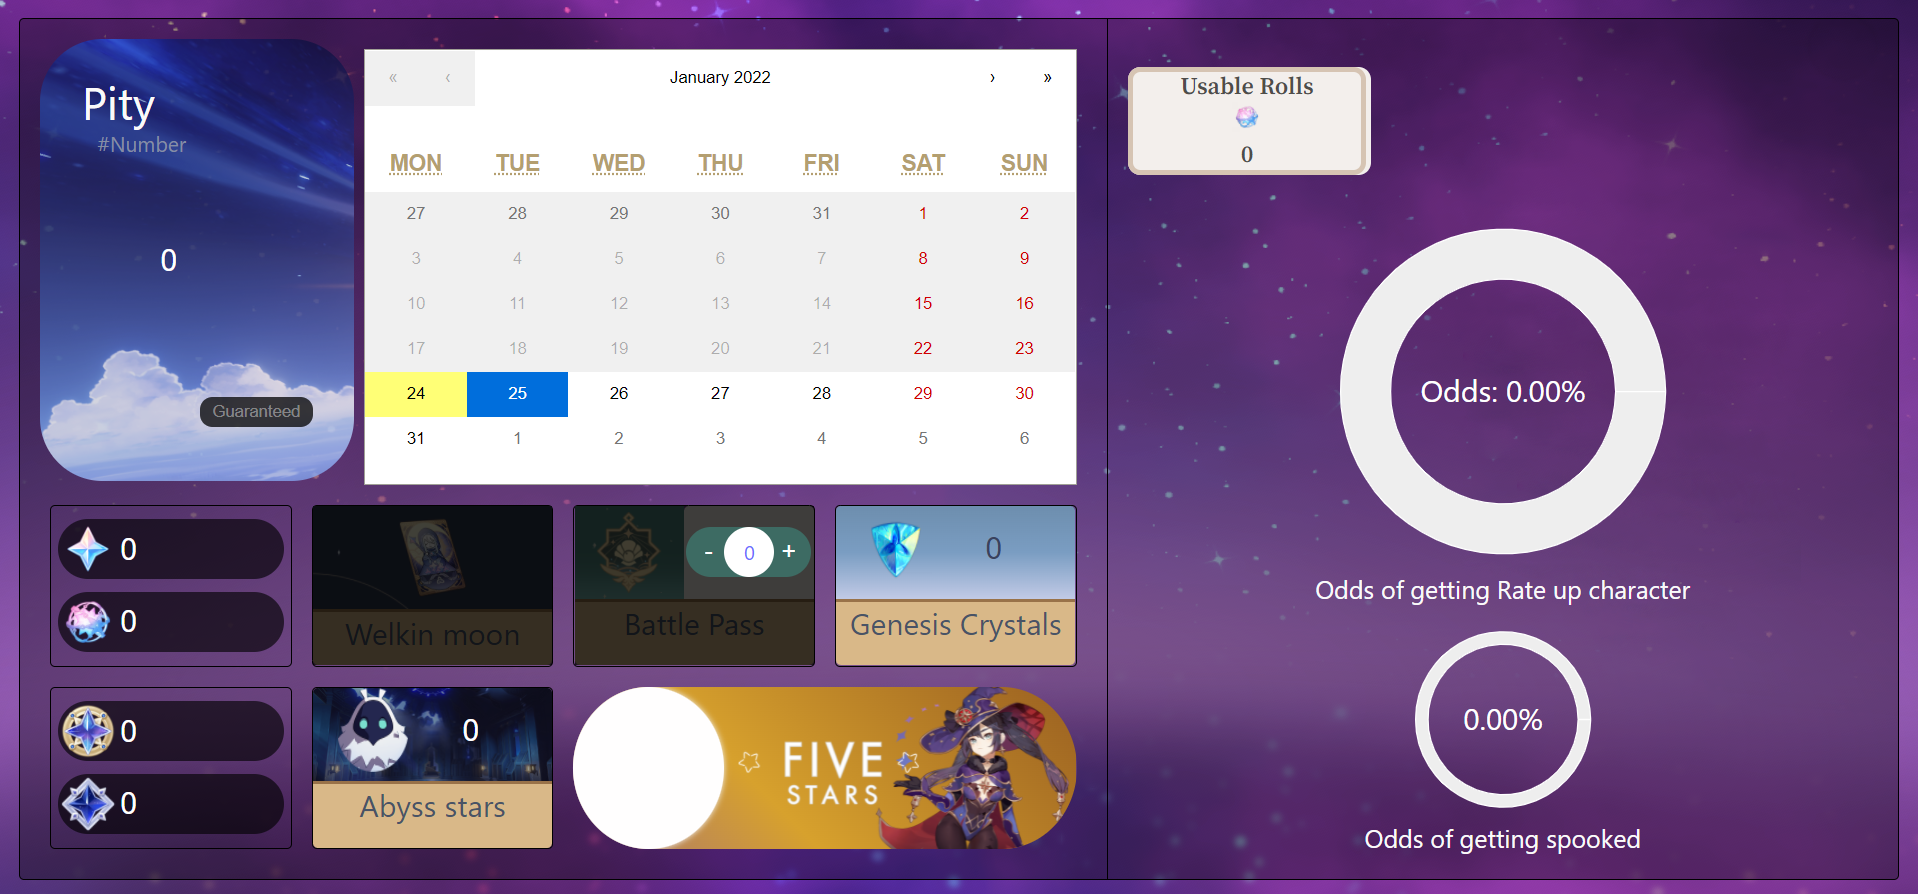 Pity
#Number
0
Guaranteed
« ‹ January 2022 › »
MON TUE WED THU FRI SAT SUN
27 28 29 30 31 1 2
3 4 5 6 7 8 9
10 11 12 13 14 15 16
17 18 19 20 21 22 23
24 25 26 27 28 29 30
31 1 2 3 4 5 6
0
0
Welkin moon
- 0 +
Battle Pass
0
Genesis Crystals
0
0
0
Abyss stars
FIVE
STARS
Usable Rolls
0
Odds: 0.00%
Odds of getting Rate up character
0.00%
Odds of getting spooked